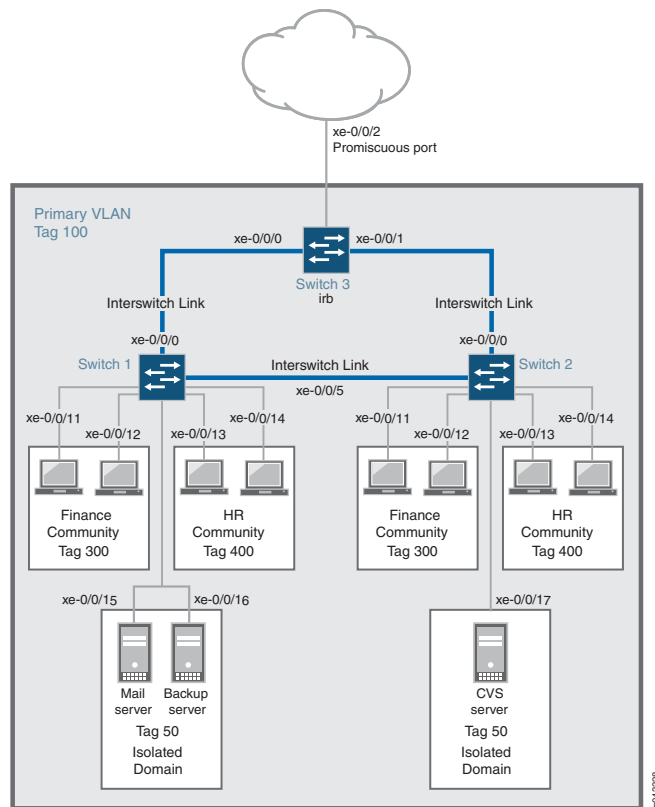 xe-0/0/2
Promiscuous port
Primary VLAN
Tag 100
xe-0/0/0
xe-0/0/1
Switch 3
irb
Interswitch Link
Interswitch Link
xe-0/0/0
xe-0/0/0
Switch 1
Interswitch Link
Switch 2
xe-0/0/5
xe-0/0/11
xe-0/0/12
xe-0/0/13
xe-0/0/14
xe-0/0/11
xe-0/0/12
xe-0/0/13
xe-0/0/14
Finance
Community
Tag 300
HR
Community
Tag 400
Finance
Community
Tag 300
HR
Community
Tag 400
xe-0/0/15
xe-0/0/16
xe-0/0/17
Mail
server
Backup
server
CVS
server
Tag 50
Isolated
Domain
Tag 50
Isolated
Domain